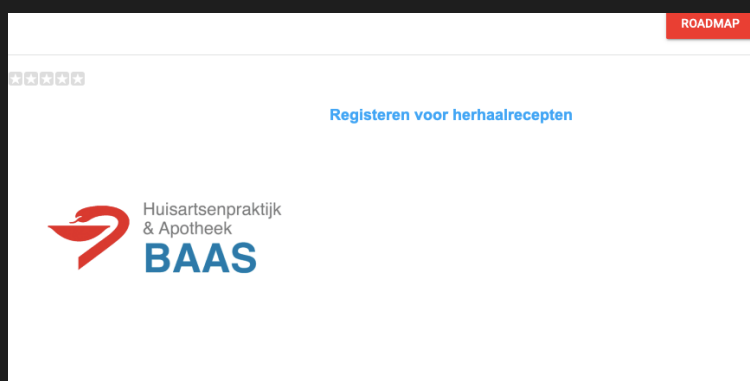 ROADMAP
Registeren voor herhaalrecepten
Huisartsenpraktijk
& Apotheek
BAAS